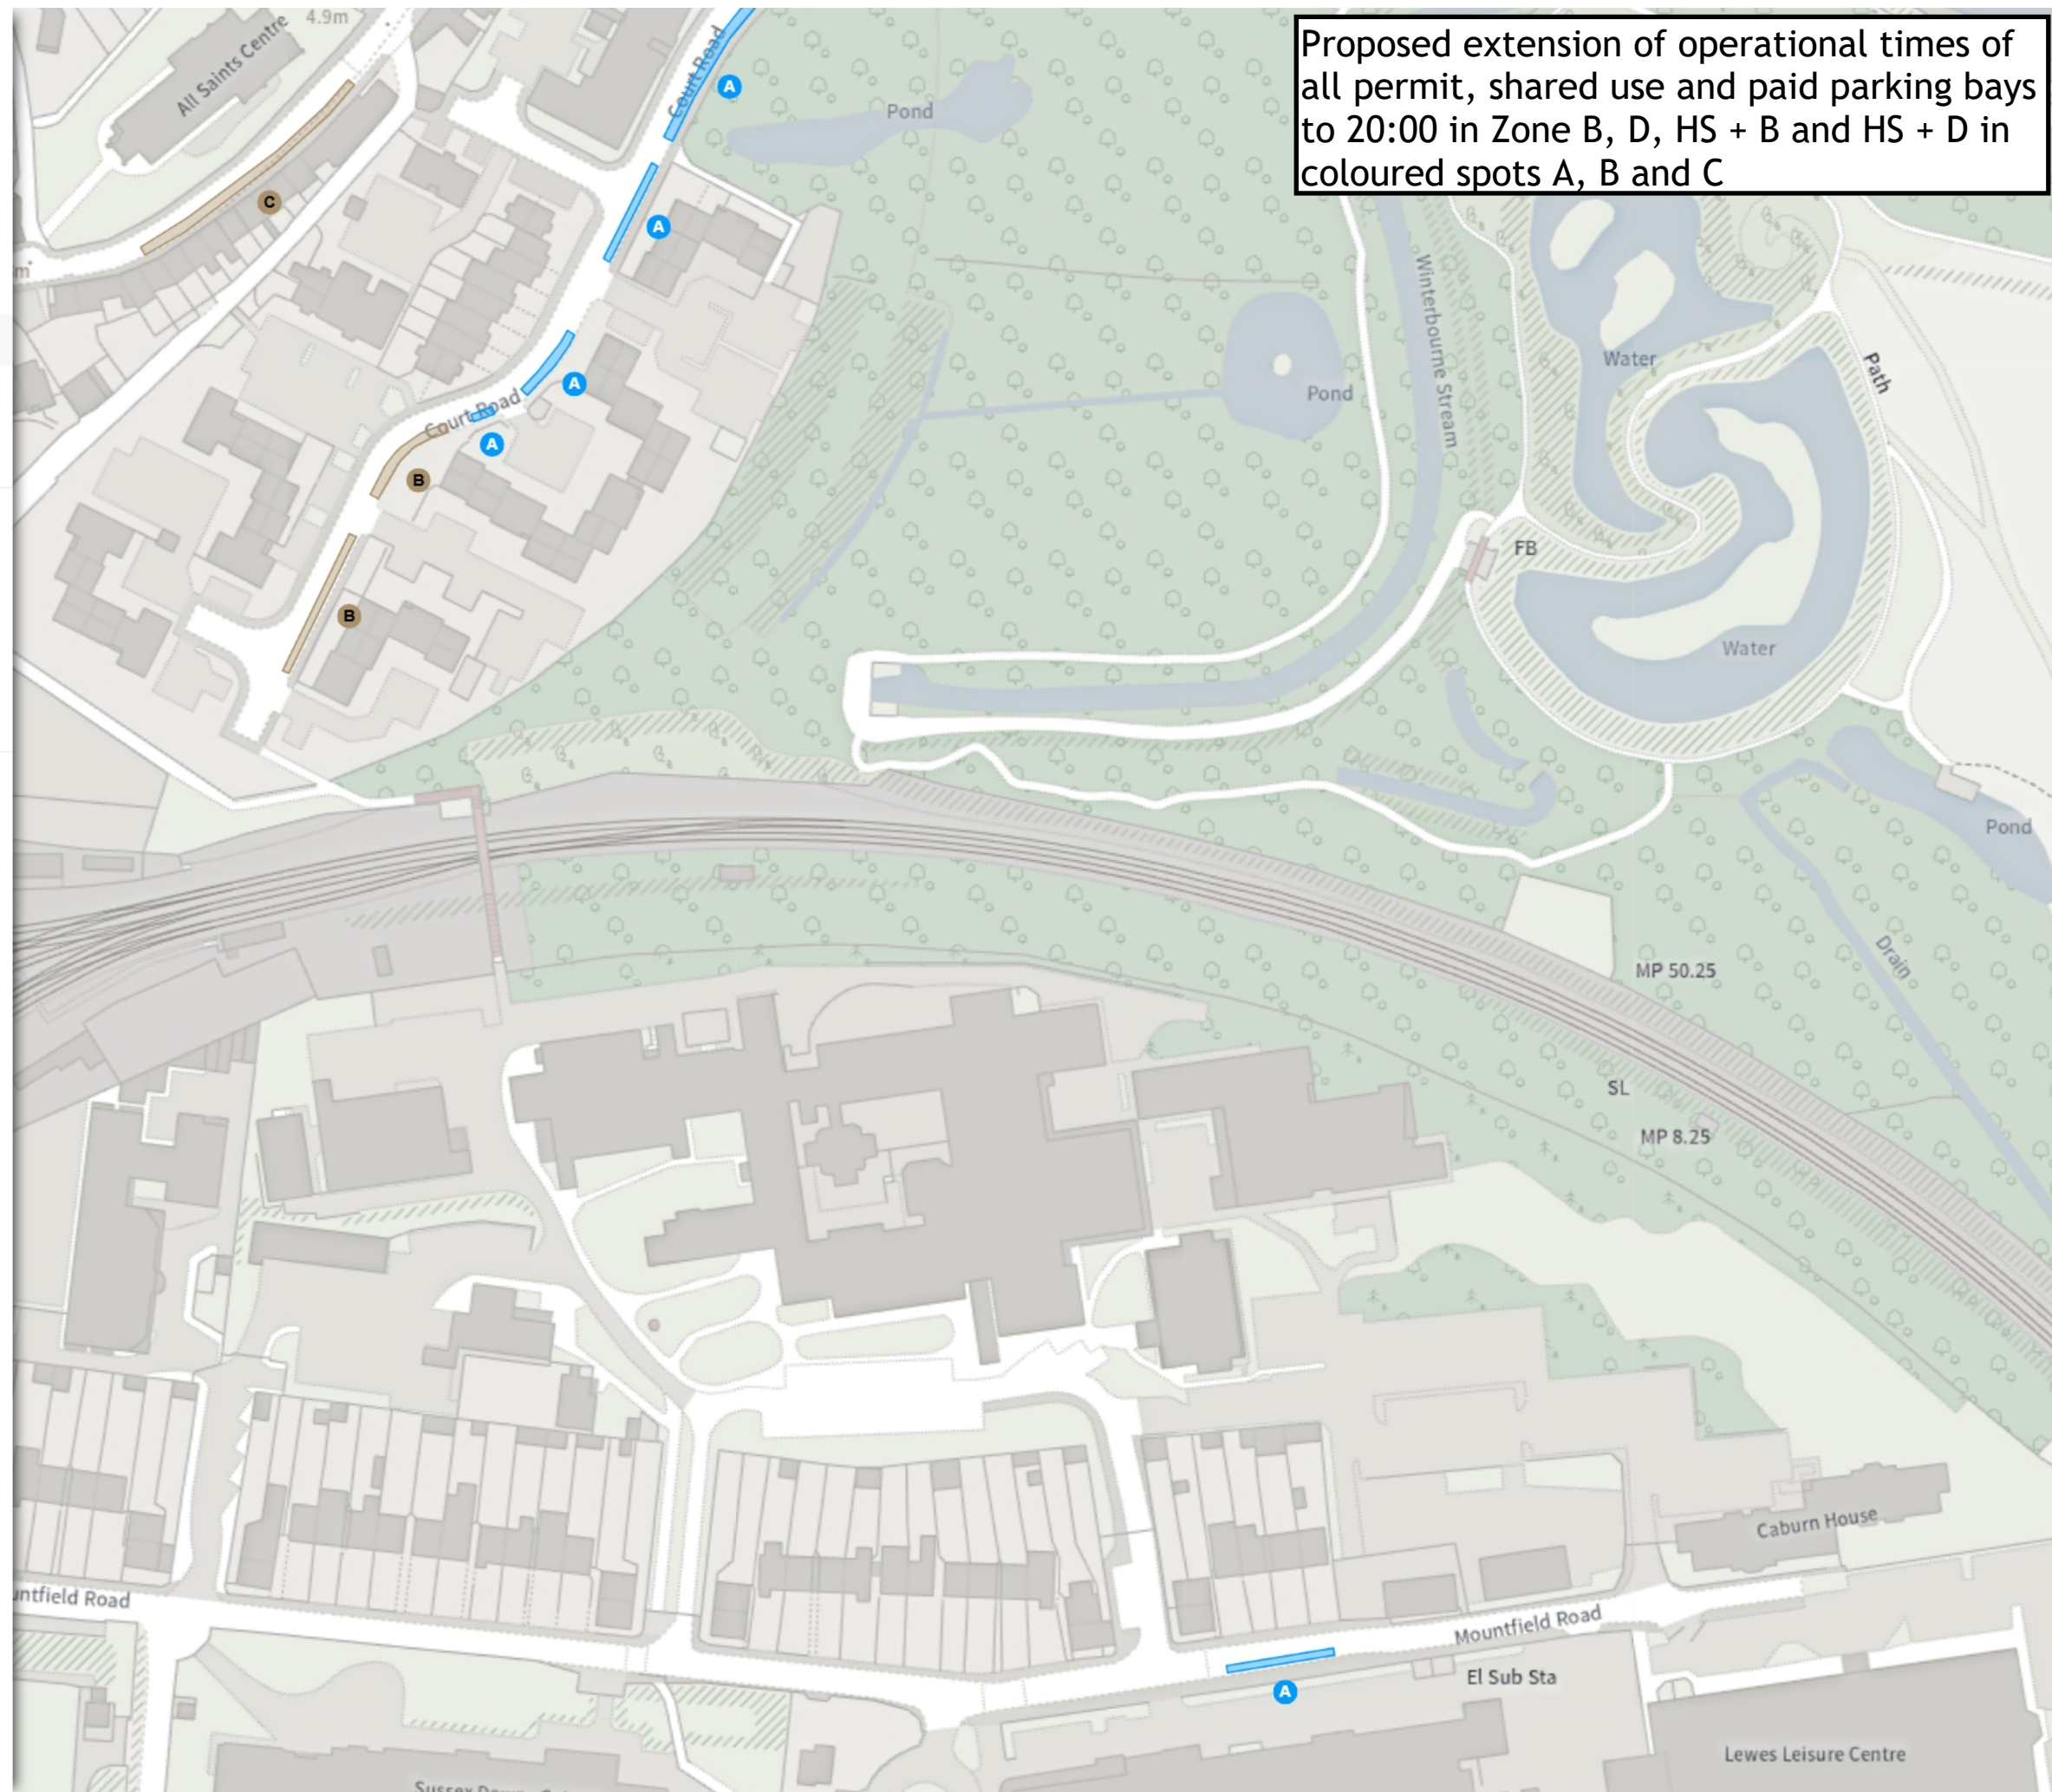 Proposed extension of operational times of
all permit, shared use and paid parking bays
to 20:00 in Zone B, D, HS + B and HS + D in
coloured spots A, B and C
4.9m
All Saints Centre
Court Road
A
Pond
C
A
m
Winterbourne Stream
Water
Path
A
Pond
Court Road
A
B
FB
B
Water
Pond
Drain
MP 50.25
SL
MP 8.25
Caburn House
untfield Road
Mountfield Road
El Sub Sta
A
Lewes Leisure Centre